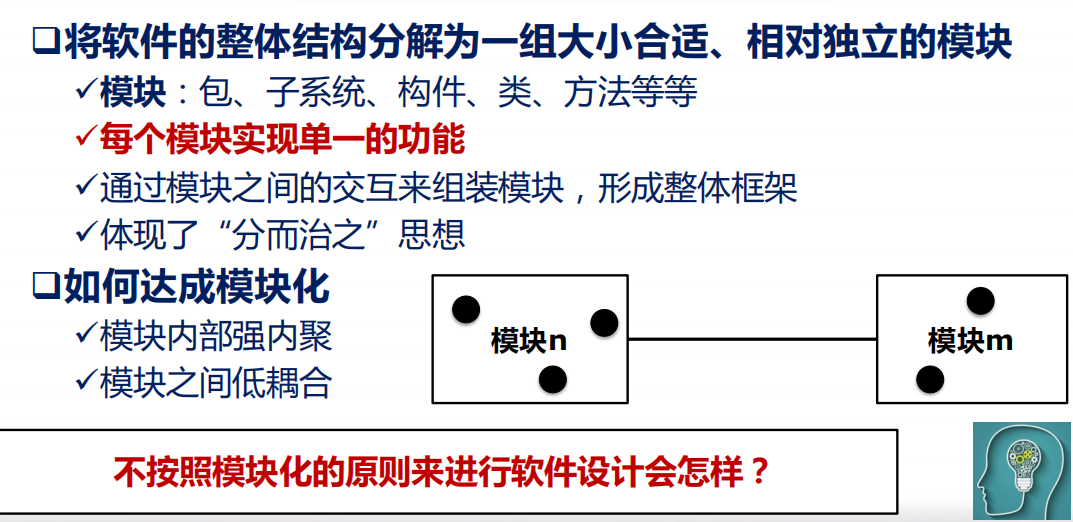 ❑将软件的整体结构分解为一组大小合适、相对独立的模块
✓模块：包、子系统、构件、类、方法等等
✓每个模块实现单一的功能
✓通过模块之间的交互来组装模块，形成整体框架
✓体现了“分而治之”思想
❑如何达成模块化
✓模块内部强内聚
✓模块之间低耦合
模块n
模块m
不按照模块化的原则来进行软件设计会怎样？